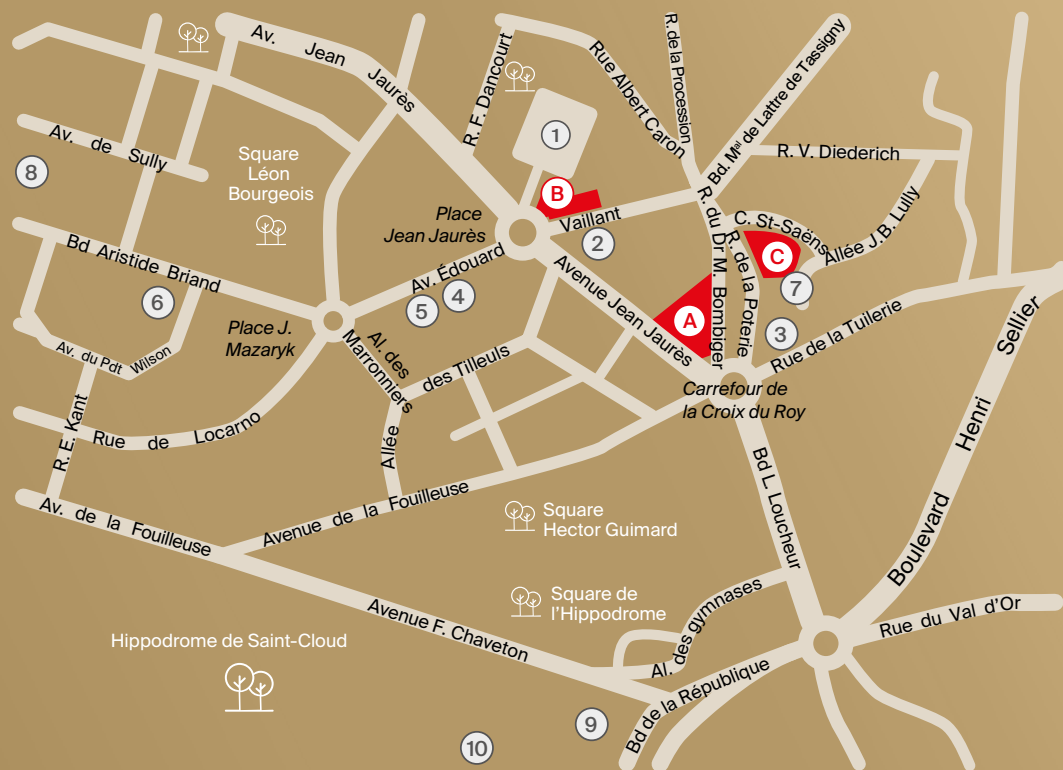 Av. Jean Jaurès
R. F. Dancourt
Rue Albert Caron
R. de la Procession
Bd. Mal de Lattre de Tassigny
1
Av. de Sully
8
Square
Léon
Bourgeois
R. V. Diederich
B
Place
Jean Jaurès
Vaillant
2
R. du Dr M. Bombiger
C. St-Saëns
Allée J.B. Lully
R. de la Poterie
C
7
Bd Aristide Briand
6
Av. Édouard
5
4
Avenue Jean Jaurès
A
3
Rue de la Tuilerie
Place J.
Mazaryk
Al. des
Marronniers
Av. du Pdt Wilson
des Tilleuls
Allée
Carrefour de
la Croix du Roy
Boulevard Henri Sellier
R. E. Kant
Rue de Locarno
Bd L. Loucheur
Av. de la Fouilleuse
Avenue de la Fouilleuse
Square
Hector Guimard
Square de
l'Hippodrome
Avenue F. Chaveton
Al. des gymnases
Rue du Val d'Or
Hippodrome de Saint-Cloud
Bd de la République
9
10